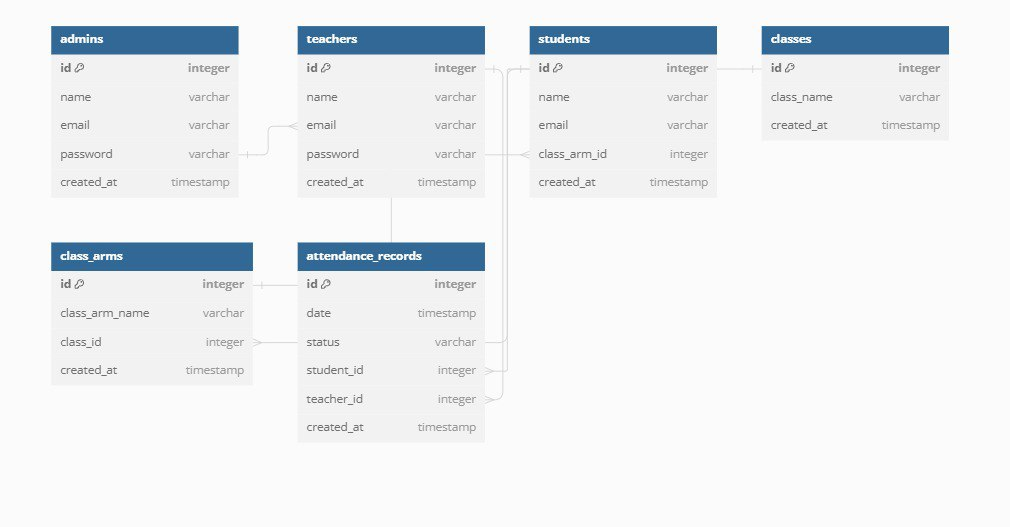 admins
id integer
name varchar
email varchar
password varchar
created_at timestamp
teachers
id integer
name varchar
email varchar
password varchar
created_at timestamp
students
id integer
name varchar
email varchar
class_arm_id integer
created_at timestamp
classes
id integer
class_name varchar
created_at timestamp
class_arms
id integer
class_arm_name varchar
class_id integer
created_at timestamp
attendance_records
id integer
date timestamp
status varchar
student_id integer
teacher_id integer
created_at timestamp